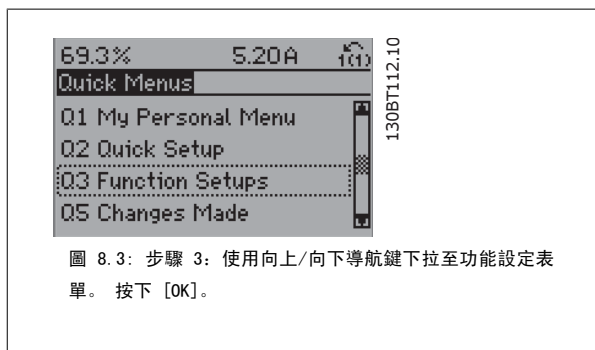 69.3% 5.20A 1(1)
Quick Menus
Q1 My Personal Menu
Q2 Quick Setup
Q3 Function Setups
Q5 Changes Made
130BT112.10
圖 8.3: 步驟 3: 使用向上/向下導航鍵下拉至功能設定表
單。 按下 [OK]。